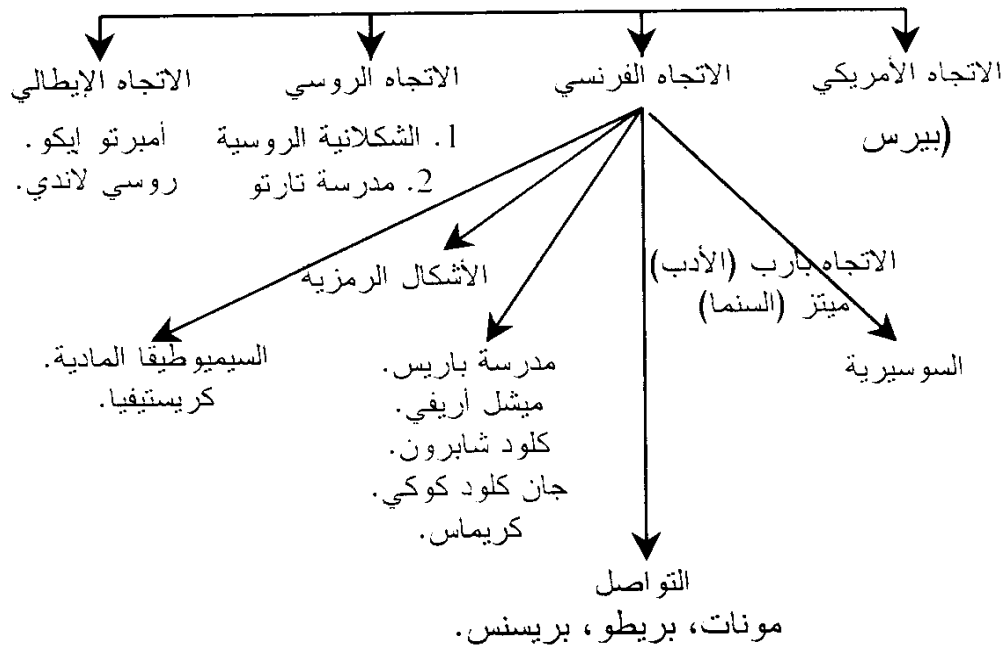 الاتجاه الأمريكي
(بيرس
الاتجاه الفرنسي
الاتجاه الروسي
1. الشكلانية الروسية
2. مدرسة تارتو
الاتجاه الإيطالي
أمبرتو إيكو.
روسي لاندي.
الاتجاه بارب (الأدب)
ميتز (السنما)
السوسيرية
الأشكال الرمزيه
مدرسة باريس.
ميشل أريفي.
كلود شابرون.
جان كلود كوكي.
كريماس.
السيميوطيقا المادية.
كريستيفيا.
التواصل
مونات، بريطو، بريسنس.